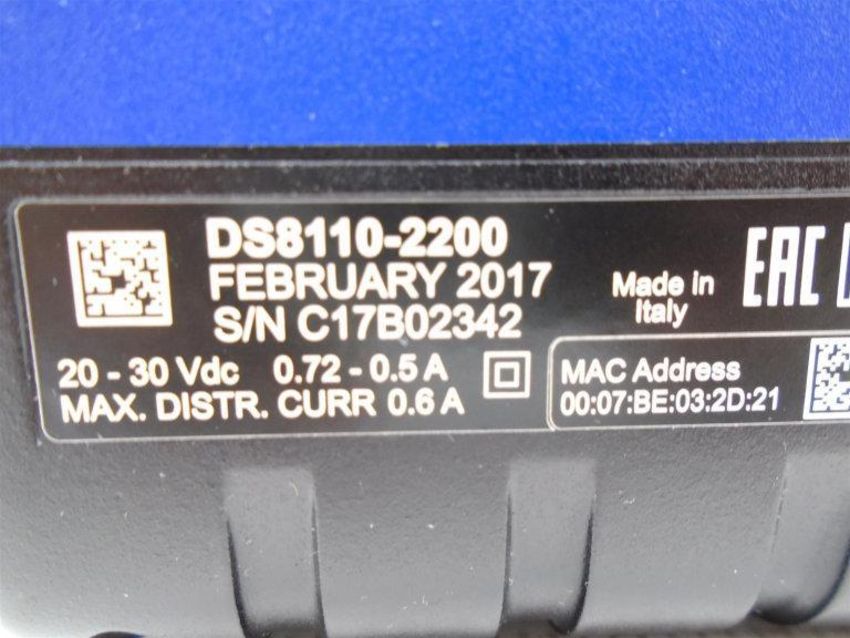 DS8110-2200
FEBRUARY 2017
S/N C17B02342
20 - 30 Vdc 0.72 - 0.5 A
MAX. DISTR. CURR 0.6 A
Made in
Italy
EAC
MAC Address
00:07:BE:03:2D:21